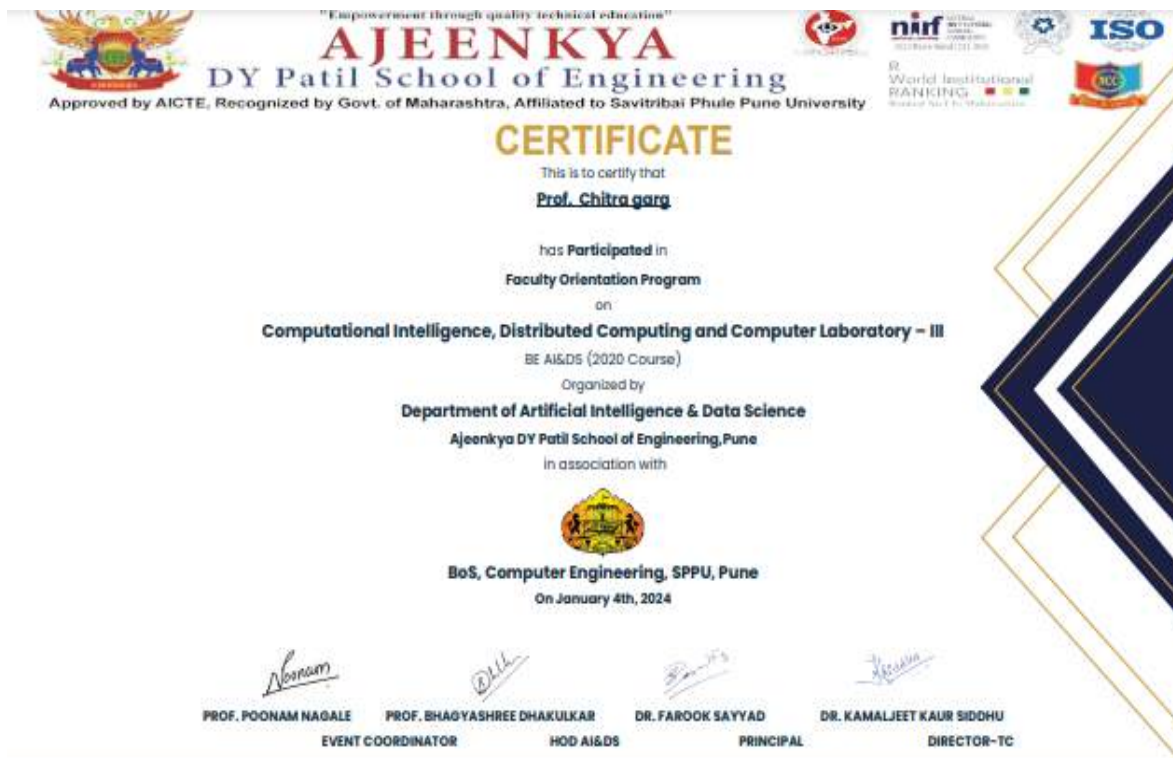 "Empowerment through quality technical education"
AJEENKYA
DY Patil School of Engineering
Approved by AICTE, Recognized by Govt. of Maharashtra, Affiliated to Savitribai Phule Pune University
nirf
ISO
R
World Institutional
RANKING
NCC
CERTIFICATE
This is to certify that
Prof. Chitra garg
has Participated in
Faculty Orientation Program
on
Computational Intelligence, Distributed Computing and Computer Laboratory – III
BE AI&DS (2020 Course)
Organized by
Department of Artificial Intelligence & Data Science
Ajeenkya DY Patil School of Engineering,Pune
in association with
BoS, Computer Engineering, SPPU, Pune
On January 4th, 2024
Poonam
PROF. POONAM NAGALE PROF. BHAGYASHREE DHAKULKAR DR. FAROOK SAYYAD DR. KAMALJEET KAUR SIDDHU
EVENT COORDINATOR HOD AI&DS PRINCIPAL DIRECTOR-TC